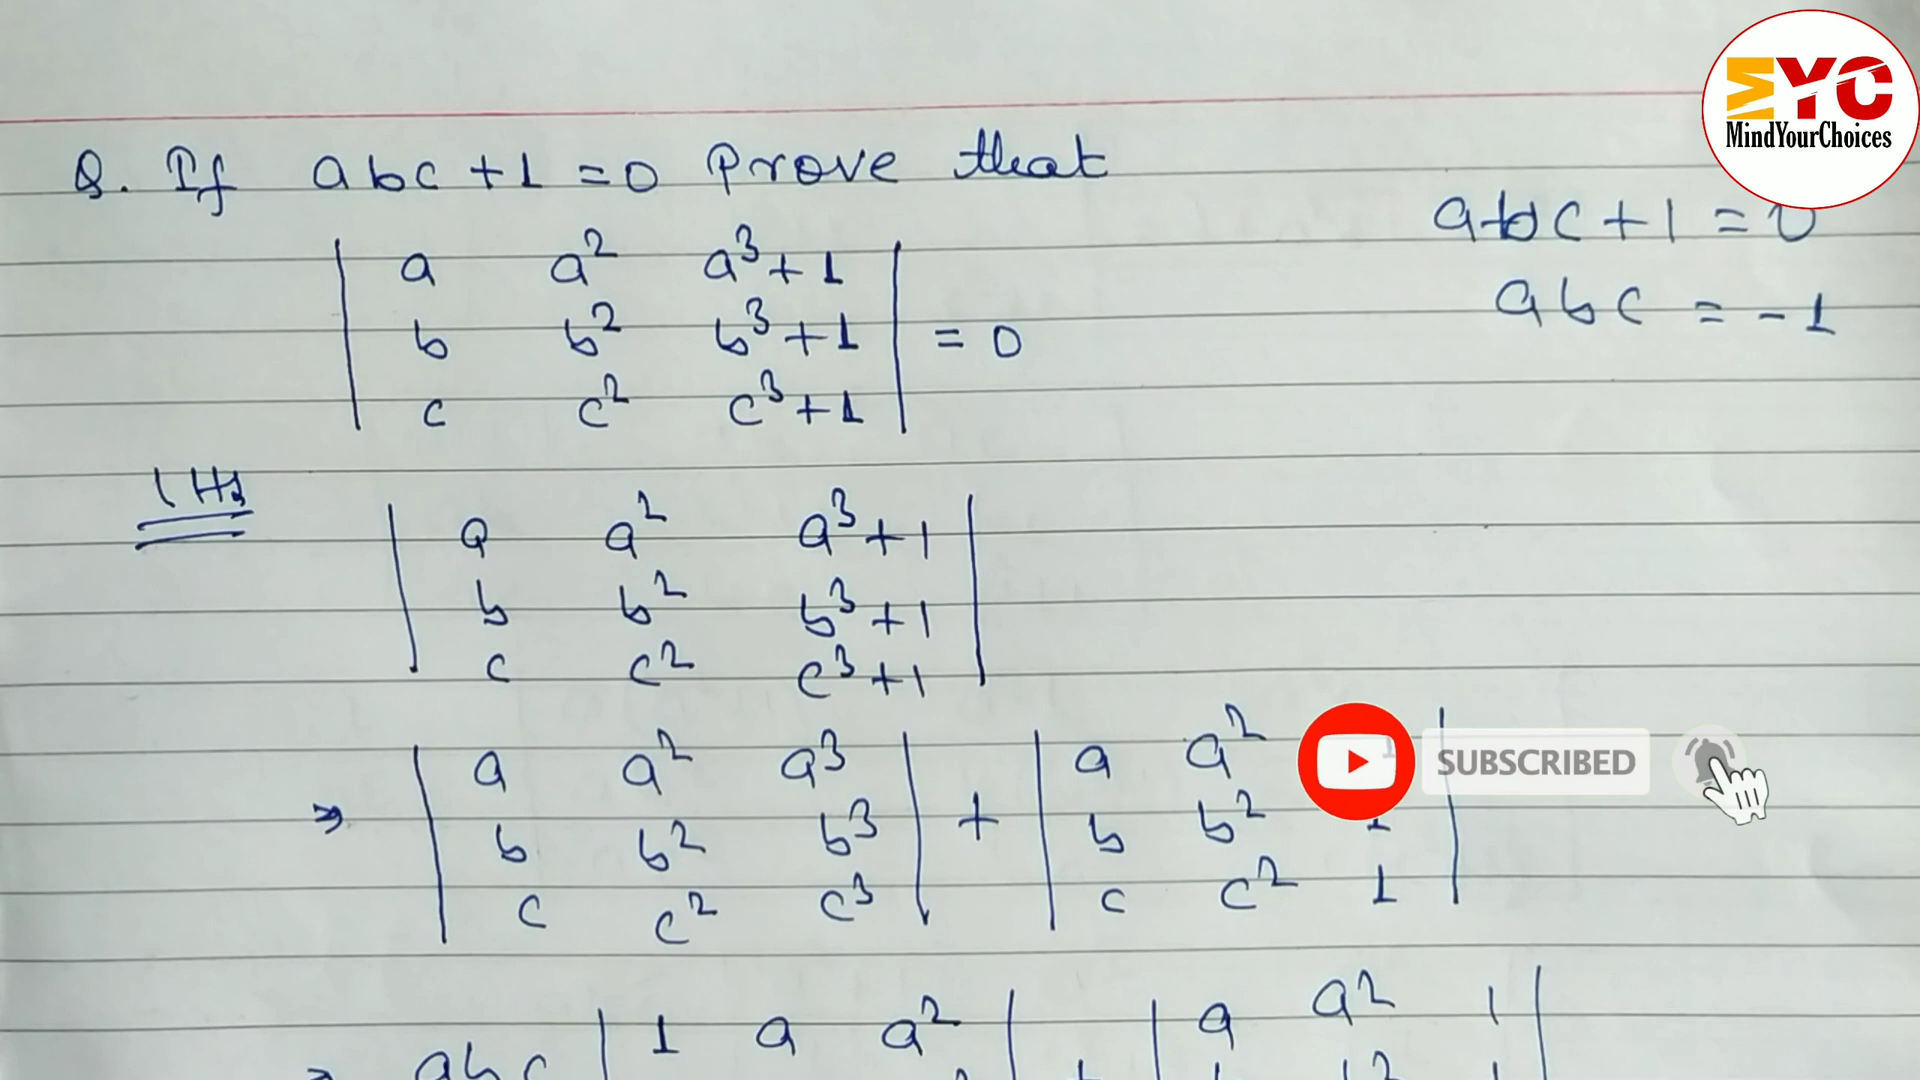 MYC
MindYourChoices
Q. If abc+1=0 Prove that
abc+1=0
abc=-1
| a a² a³+1 |
| b b² b³+1 | = 0
| c c² c³+1 |
LHS
| a a² a³+1 |
| b b² b³+1 |
| c c² c³+1 |
⇒ | a a² a³ | + | a a² 1 |
| b b² b³ | | b b² 1 |
| c c² c³ | | c c² 1 |
SUBSCRIBED
⇒ abc | 1 a a² | + | a a² 1 |